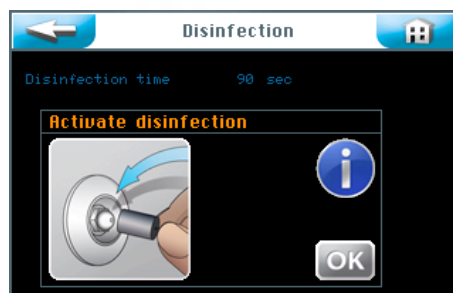 Disinfection
Disinfection time 90 sec
Activate disinfection
i
OK